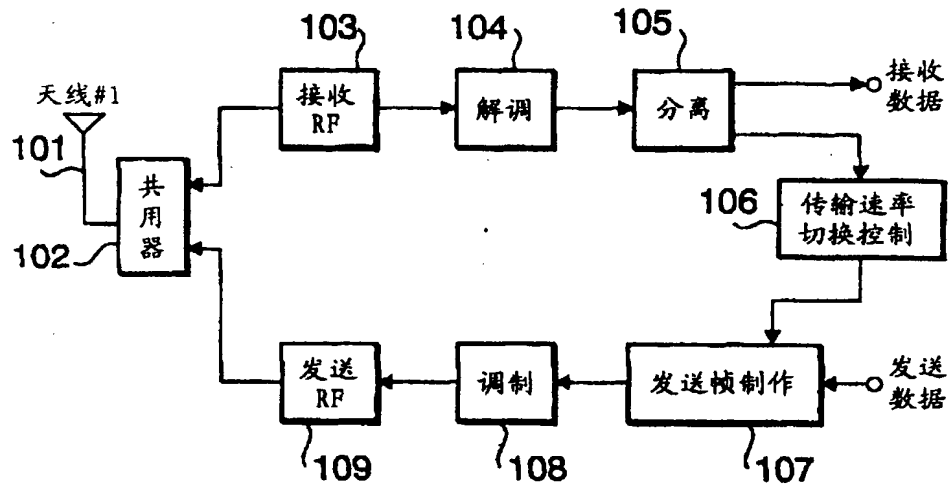 103
104
105
天线#1
接收
RF
解调
分离
接收
数据
101
共
用
器
102
106
传输速率
切换控制
发送
RF
调制
发送帧制作
发送
数据
109
108
107